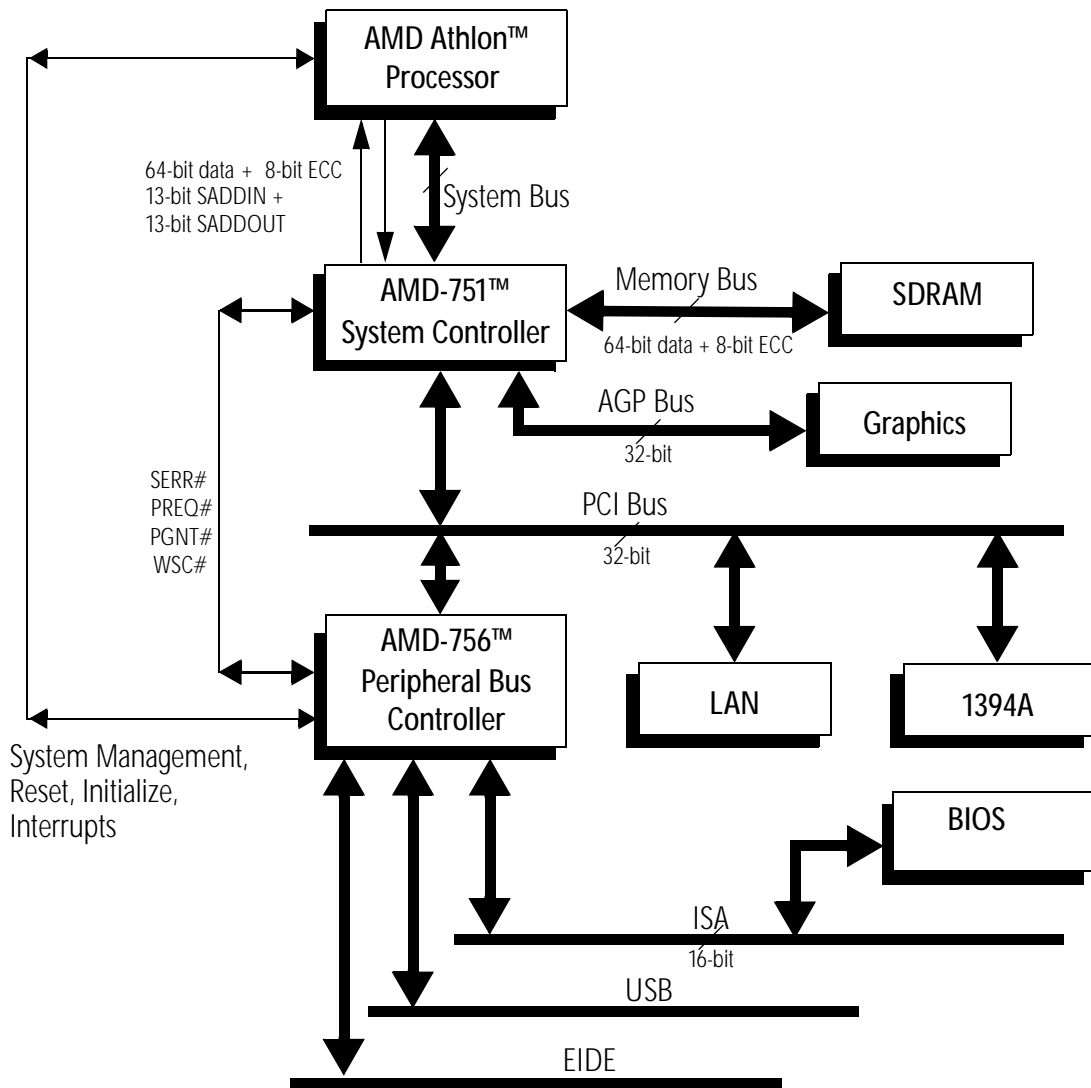 AMD Athlon™
Processor
64-bit data + 8-bit ECC
13-bit SADDIN +
13-bit SADDOUT
System Bus
AMD-751™
System Controller
Memory Bus
64-bit data + 8-bit ECC
SDRAM
AGP Bus
32-bit
Graphics
SERR#
PREQ#
PGNT#
WSC#
PCI Bus
32-bit
AMD-756™
Peripheral Bus
Controller
LAN
1394A
System Management,
Reset, Initialize,
Interrupts
BIOS
ISA
16-bit
USB
EIDE